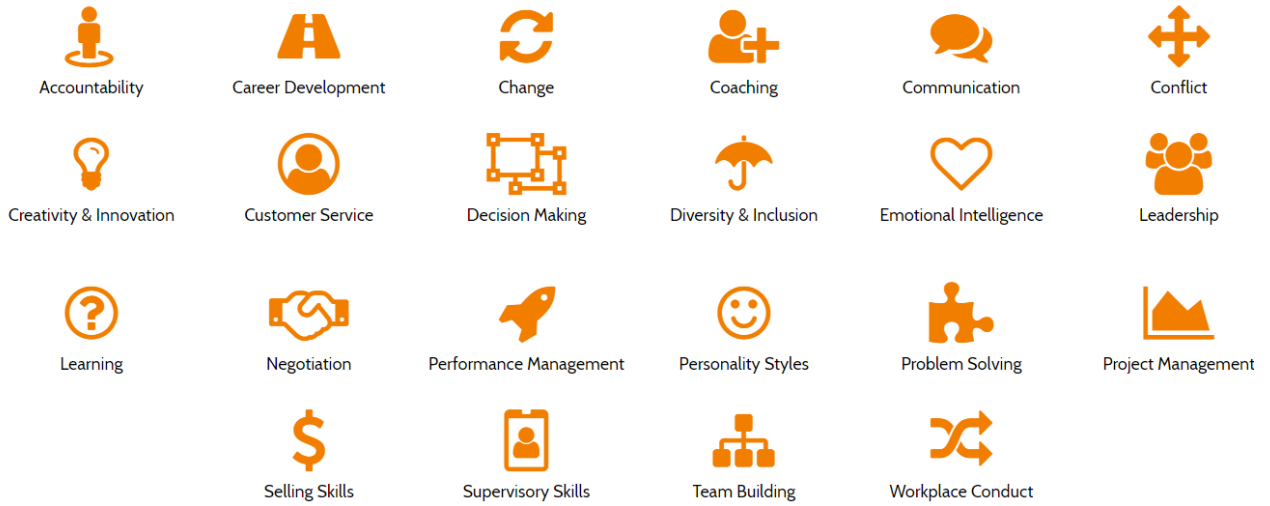 Accountability
Career Development
Change
Coaching
Communication
Conflict
Creativity & Innovation
Customer Service
Decision Making
Diversity & Inclusion
Emotional Intelligence
Leadership
?
Learning
Negotiation
Performance Management
Personality Styles
Problem Solving
Project Management
$
Selling Skills
Supervisory Skills
Team Building
Workplace Conduct